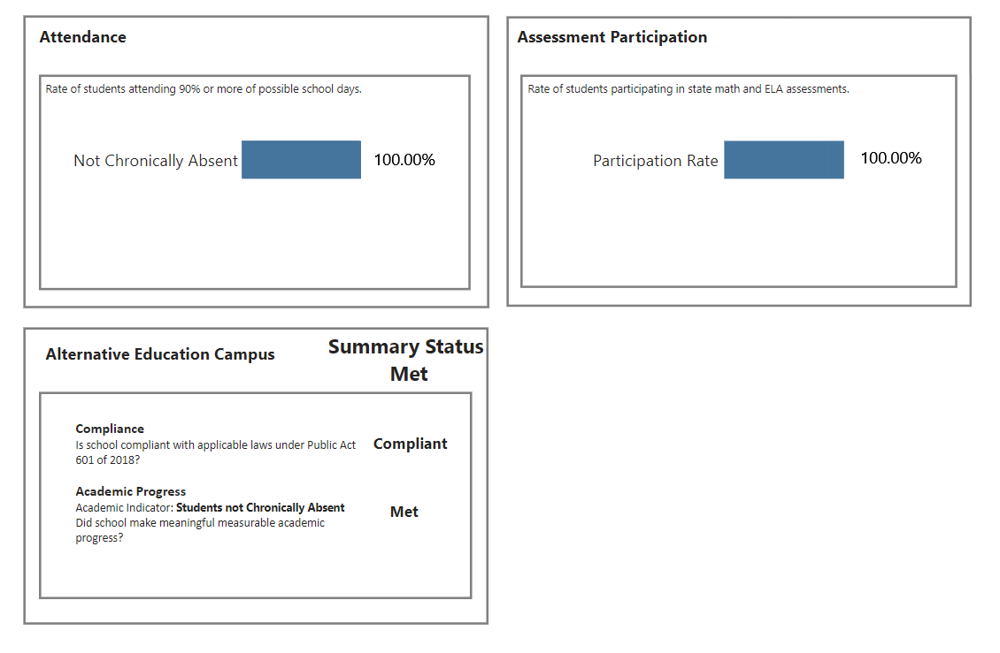 Attendance
Rate of students attending 90% or more of possible school days.
Not Chronically Absent 100.00%
Assessment Participation
Rate of students participating in state math and ELA assessments.
Participation Rate 100.00%
Alternative Education Campus
Summary Status
Met
Compliance
Is school compliant with applicable laws under Public Act
601 of 2018?
Compliant
Academic Progress
Academic Indicator: Students not Chronically Absent
Did school make meaningful measurable academic
progress?
Met